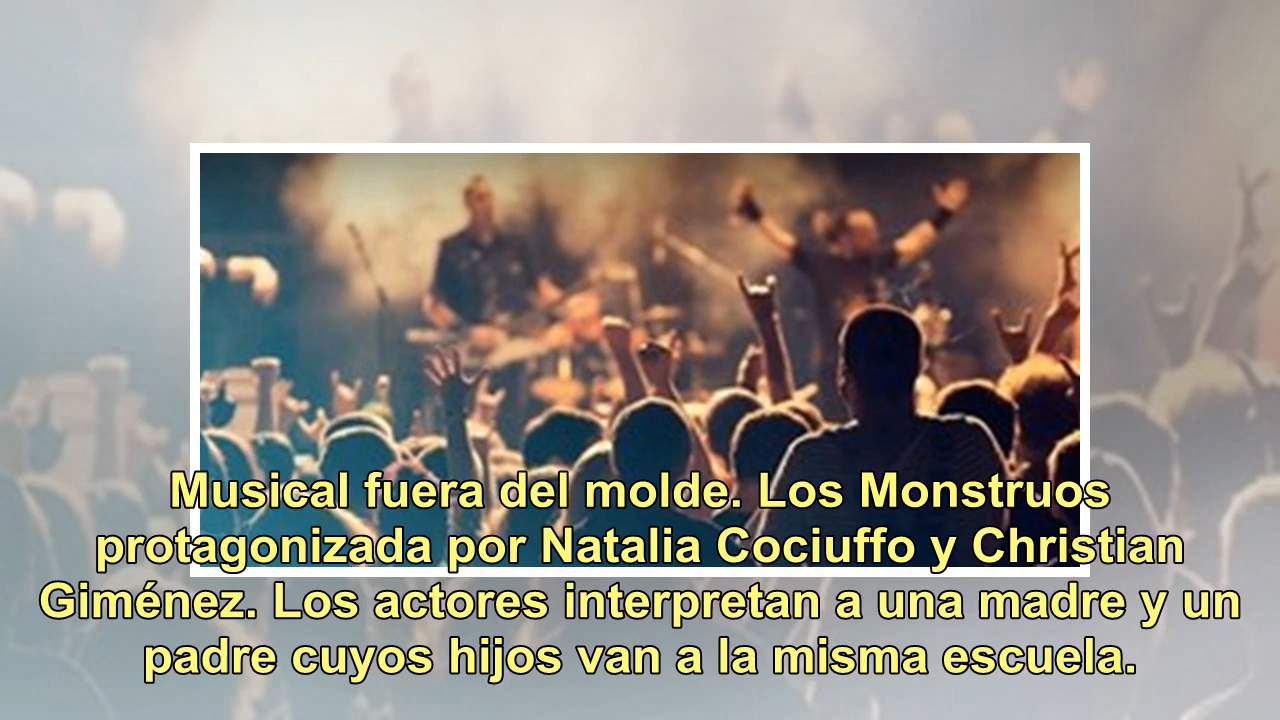 Musical fuera del molde. Los Monstruos
protagonizada por Natalia Cociuffo y Christian
Giménez. Los actores interpretan a una madre y un
padre cuyos hijos van a la misma escuela.